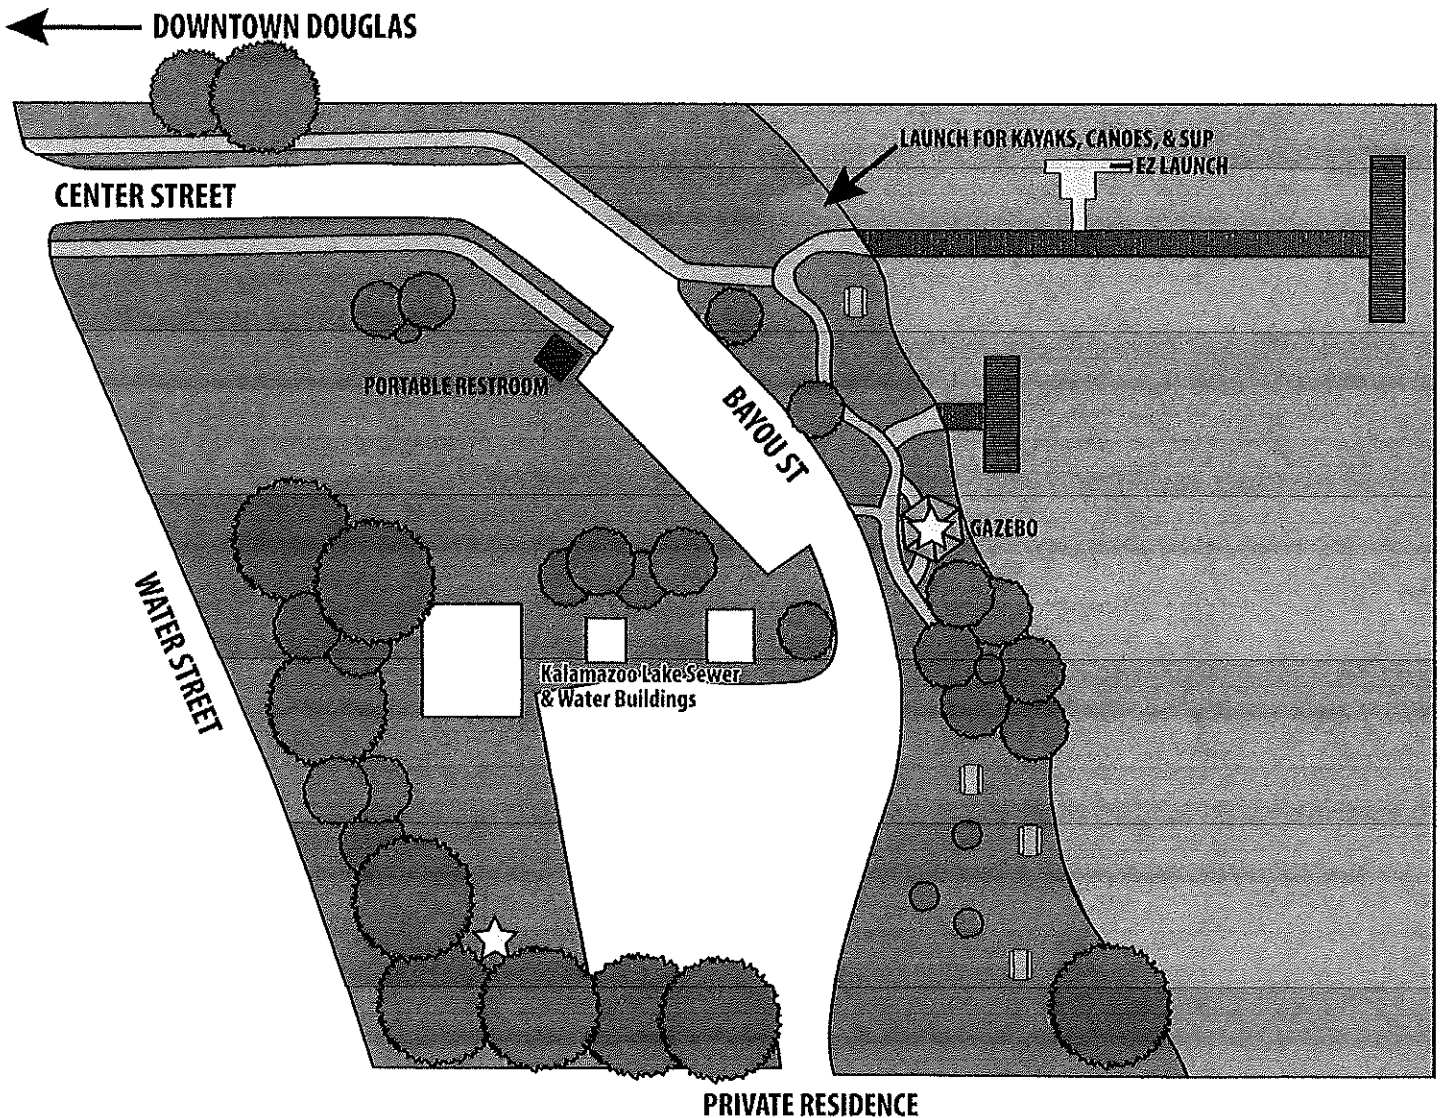 DOWNTOWN DOUGLAS
LAUNCH FOR KAYAKS, CANOES, & SUP
EZ LAUNCH
CENTER STREET
PORTABLE RESTROOM
BAYOU ST
GAZEBO
WATER STREET
Kalamazoo Lake Sewer
& Water Buildings
PRIVATE RESIDENCE